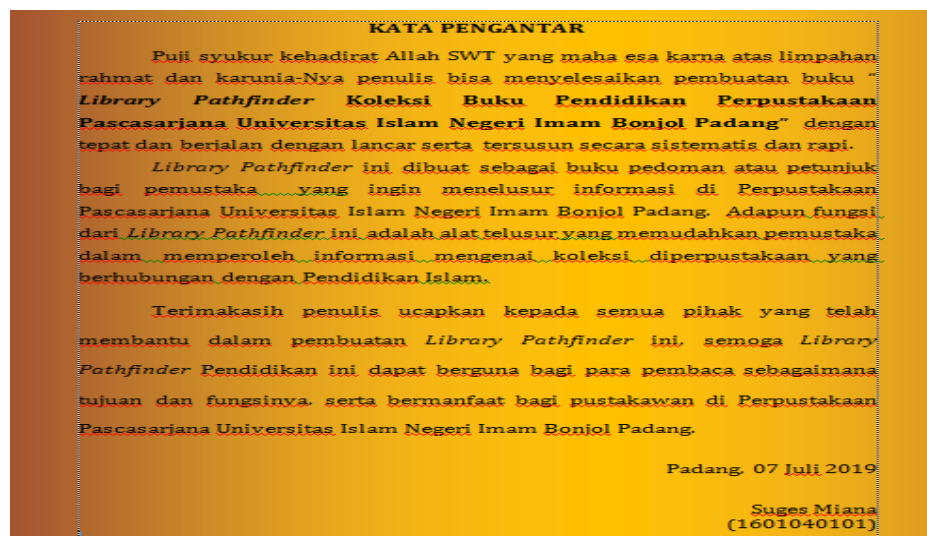 KATA PENGANTAR
Puji syukur kehadirat Allah SWT yang maha esa karna atas limpahan
rahmat dan karunia-Nya penulis bisa menyelesaikan pembuatan buku “
Library Pathfinder Koleksi Buku Pendidikan Perpustakaan
Pascasarjana Universitas Islam Negeri Imam Bonjol Padang” dengan
tepat dan berjalan dengan lancar serta tersusun secara sistematis dan rapi.
Library Pathfinder ini dibuat sebagai buku pedoman atau petunjuk
bagi pemustaka yang ingin menelusur informasi di Perpustakaan
Pascasarjana Universitas Islam Negeri Imam Bonjol Padang. Adapun fungsi
dari Library Pathfinder ini adalah alat telusur yang memudahkan pemustaka
dalam memperoleh informasi mengenai koleksi diperpustakaan yang
berhubungan dengan Pendidikan Islam.
Terimakasih penulis ucapkan kepada semua pihak yang telah
membantu dalam pembuatan Library Pathfinder ini, semoga Library
Pathfinder Pendidikan ini dapat berguna bagi para pembaca sebagaimana
tujuan dan fungsinya, serta bermanfaat bagi pustakawan di Perpustakaan
Pascasarjana Universitas Islam Negeri Imam Bonjol Padang.
Padang, 07 Juli 2019
Suges Miana
(1601040101)